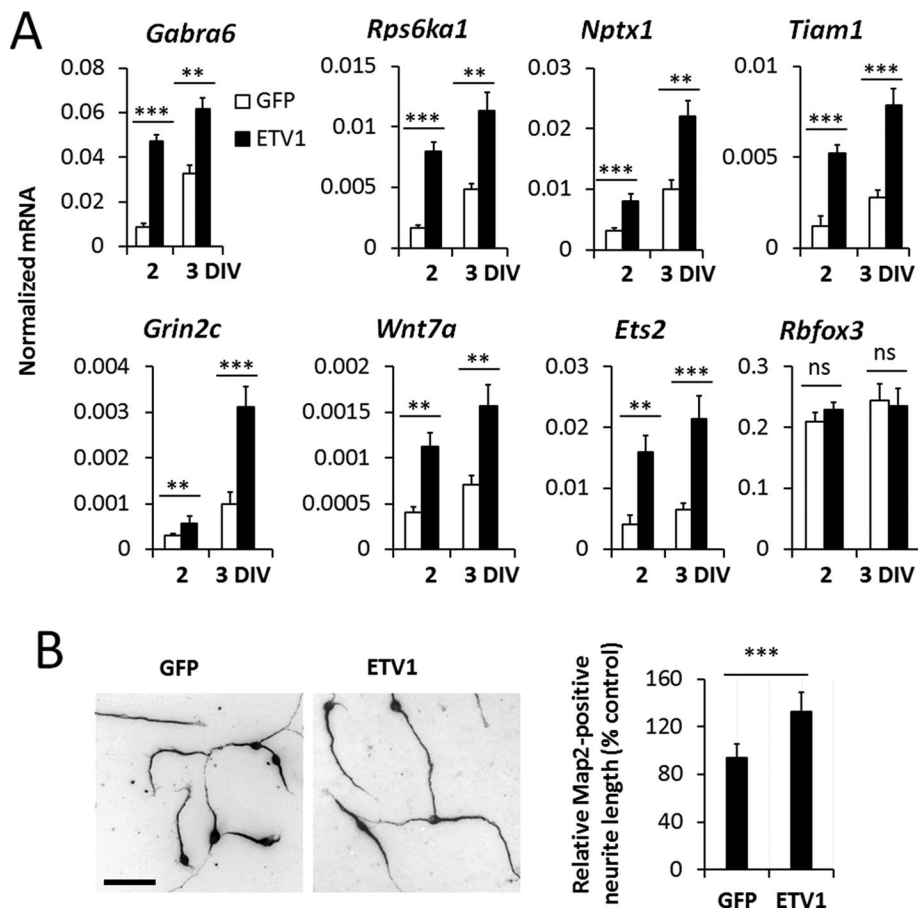 A
Gabra6
Rps6ka1
Nptx1
Tiam1
Normalized mRNA
0.08
0.06
0.04
0.02
0
***
**
GFP
ETV1
2 3 DIV
0.015
0.01
0.005
0
***
**
2 3 DIV
0.03
0.02
0.01
0
***
**
2 3 DIV
0.01
0.005
0
***
***
2 3 DIV
Grin2c
Wnt7a
Ets2
Rbfox3
0.004
0.003
0.002
0.001
0
**
***
2 3 DIV
0.002
0.0015
0.001
0.0005
0
**
**
2 3 DIV
0.03
0.02
0.01
0
**
***
2 3 DIV
0.3
0.2
0.1
0
ns
ns
2 3 DIV
B
GFP
ETV1
Relative Map2-positive
neurite length (% control)
160
120
80
40
0
***
GFP ETV1